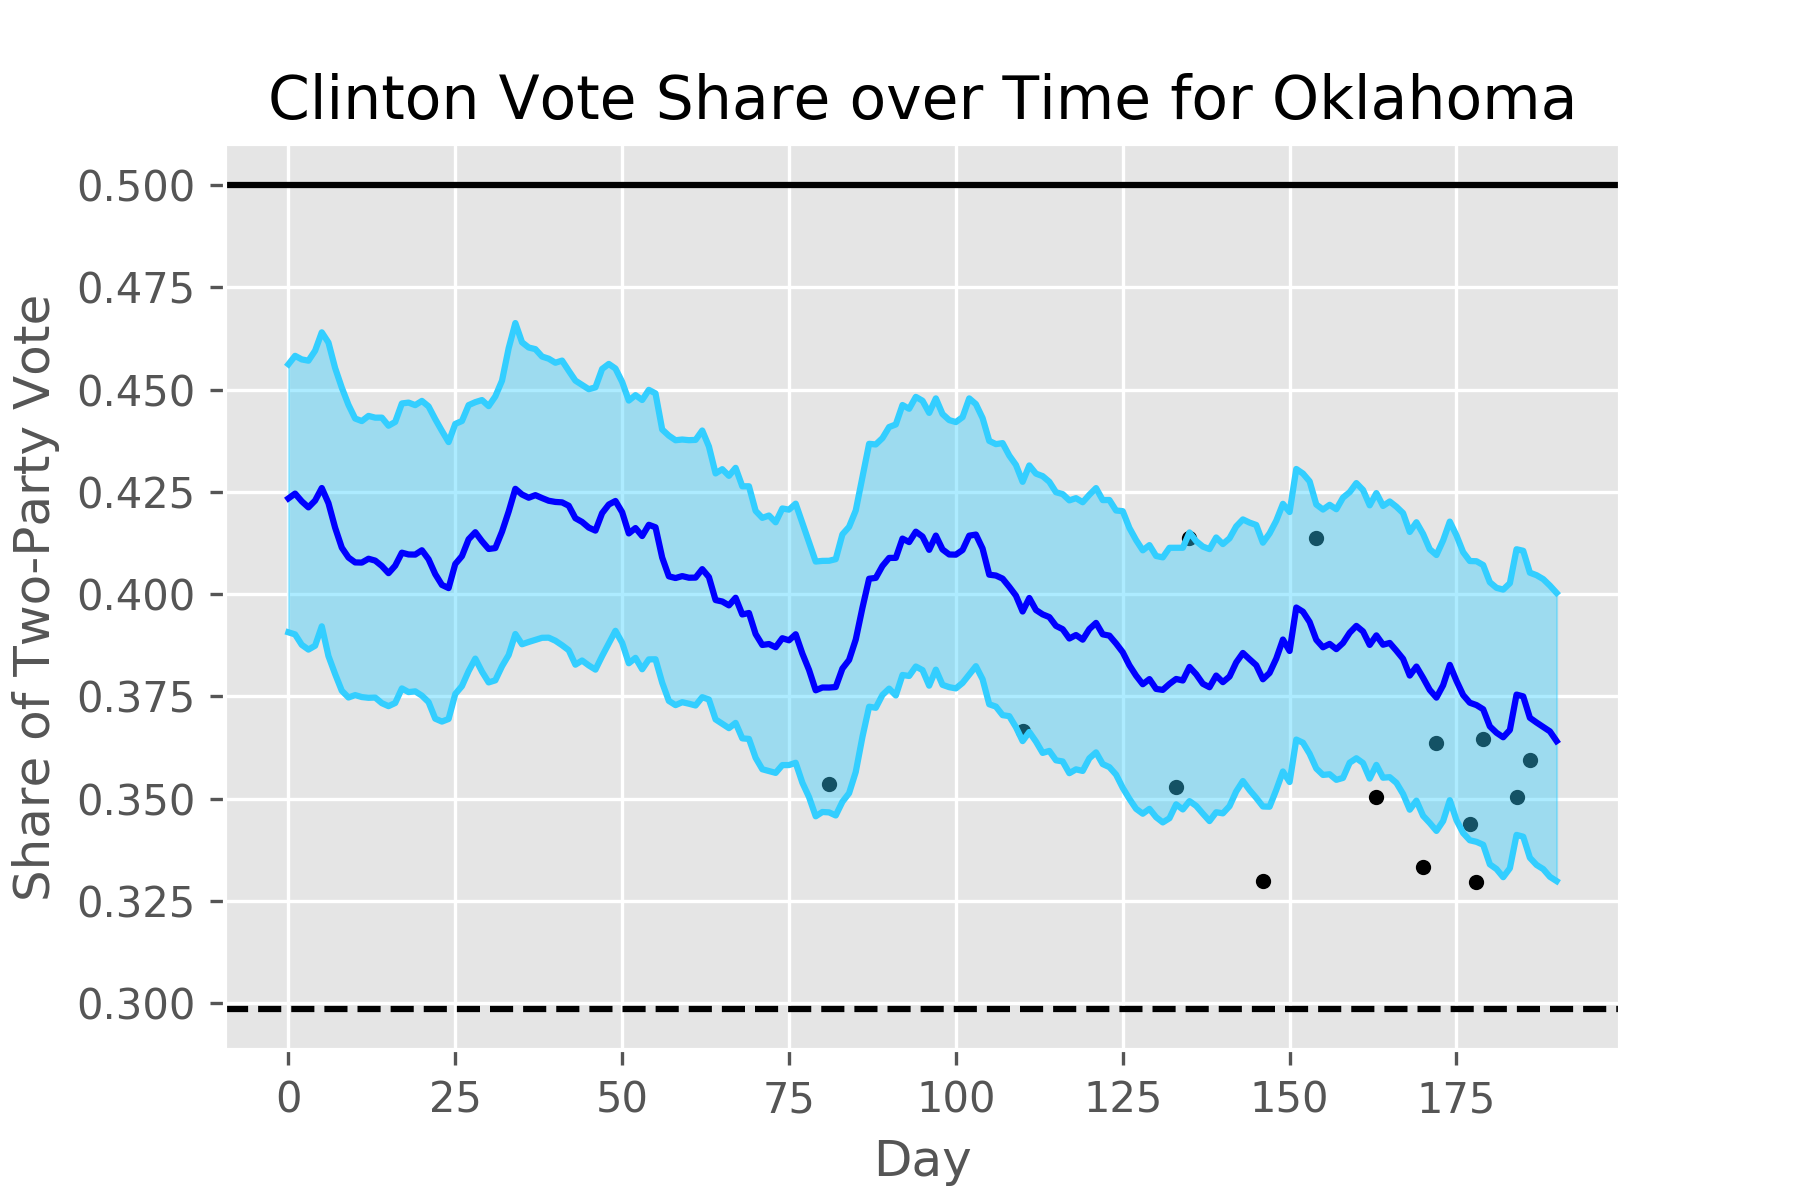 Clinton Vote Share over Time for Oklahoma
Share of Two-Party Vote
0.500
0.475
0.450
0.425
0.400
0.375
0.350
0.325
0.300
0 25 50 75 100 125 150 175
Day